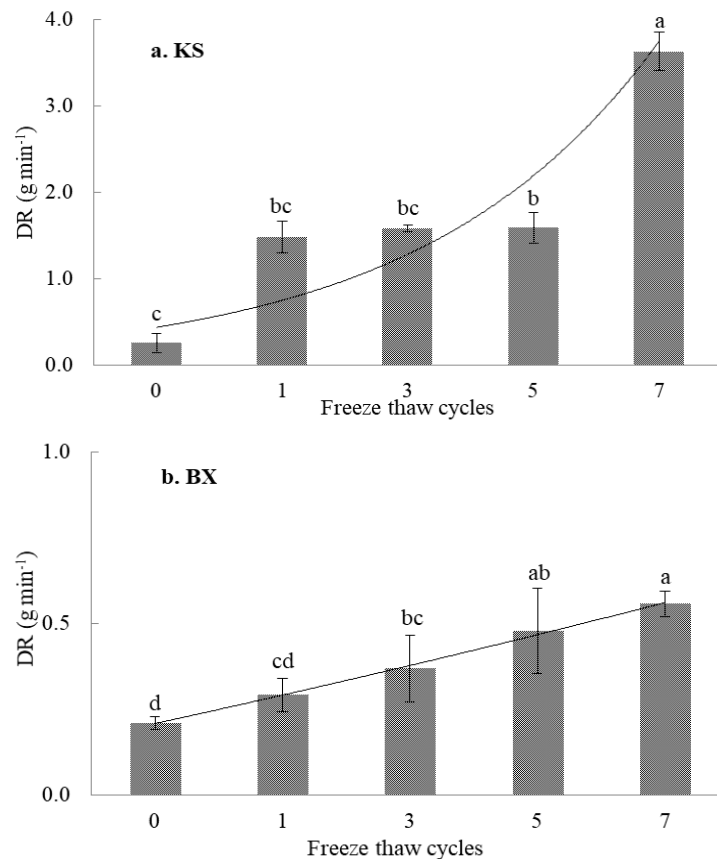 4.0
a. KS
a
3.0
DR (g min⁻¹)
2.0
bc
bc
b
1.0
c
0.0
0 1 3 5 7
Freeze thaw cycles
1.0
b. BX
DR (g min⁻¹)
0.5
d
cd
bc
ab
a
0.0
0 1 3 5 7
Freeze thaw cycles